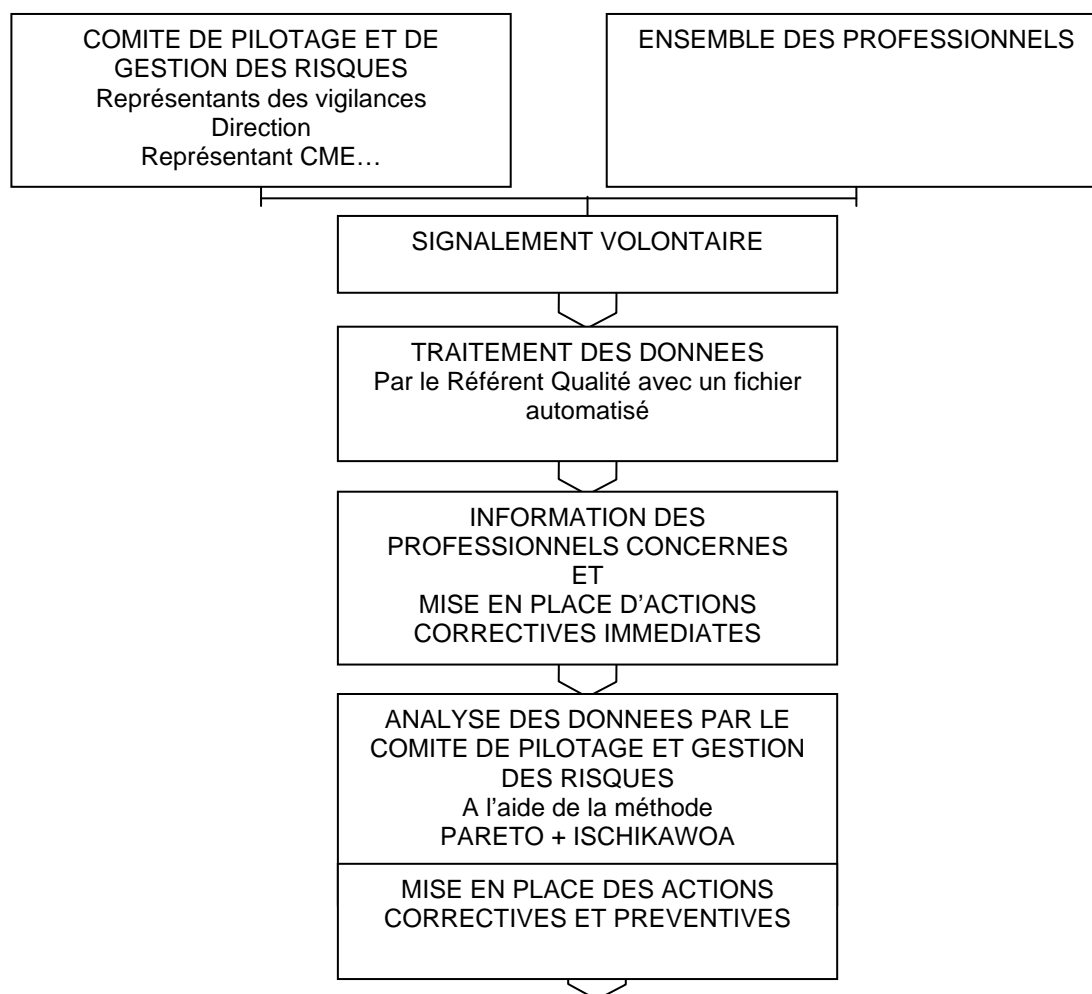 COMITE DE PILOTAGE ET DE
GESTION DES RISQUES
Représentants des vigilances
Direction
Représentant CME…
ENSEMBLE DES PROFESSIONNELS
SIGNALEMENT VOLONTAIRE
TRAITEMENT DES DONNEES
Par le Référent Qualité avec un fichier
automatisé
INFORMATION DES
PROFESSIONNELS CONCERNES
ET
MISE EN PLACE D’ACTIONS
CORRECTIVES IMMEDIATES
ANALYSE DES DONNEES PAR LE
COMITE DE PILOTAGE ET GESTION
DES RISQUES
A l’aide de la méthode
PARETO + ISCHIKAWOA
MISE EN PLACE DES ACTIONS
CORRECTIVES ET PREVENTIVES